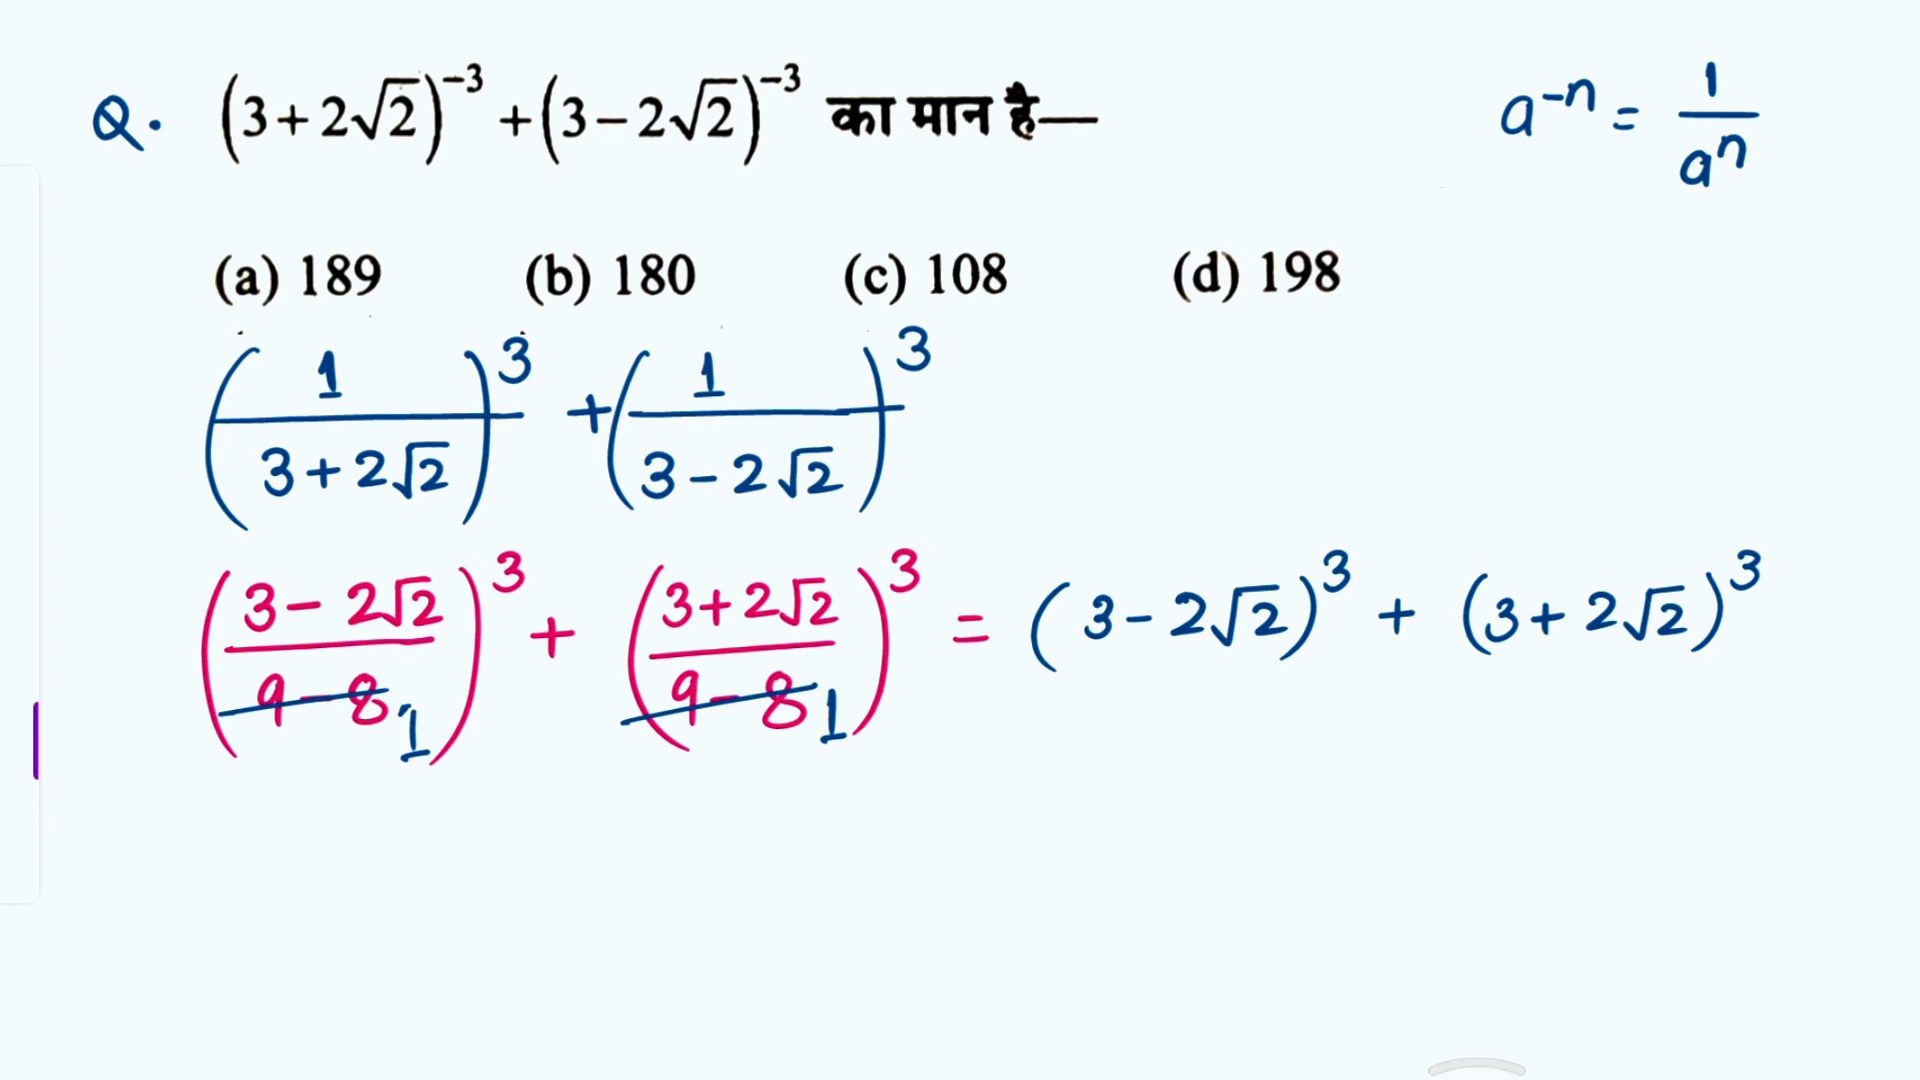 Q. (3+2√2)⁻³ + (3−2√2)⁻³ का मान है—
a⁻ⁿ = 1/aⁿ
(a) 189 (b) 180 (c) 108 (d) 198
(1/(3+2√2))³ + (1/(3−2√2))³
((3−2√2)/(9−8) 1)³ + ((3+2√2)/(9−8) 1)³ = (3−2√2)³ + (3+2√2)³